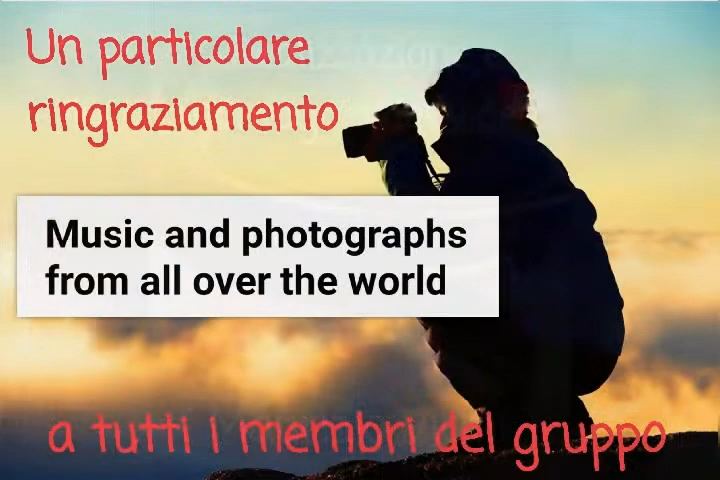 Un particolare
ringraziamento
Music and photographs
from all over the world
a tutti i membri del gruppo